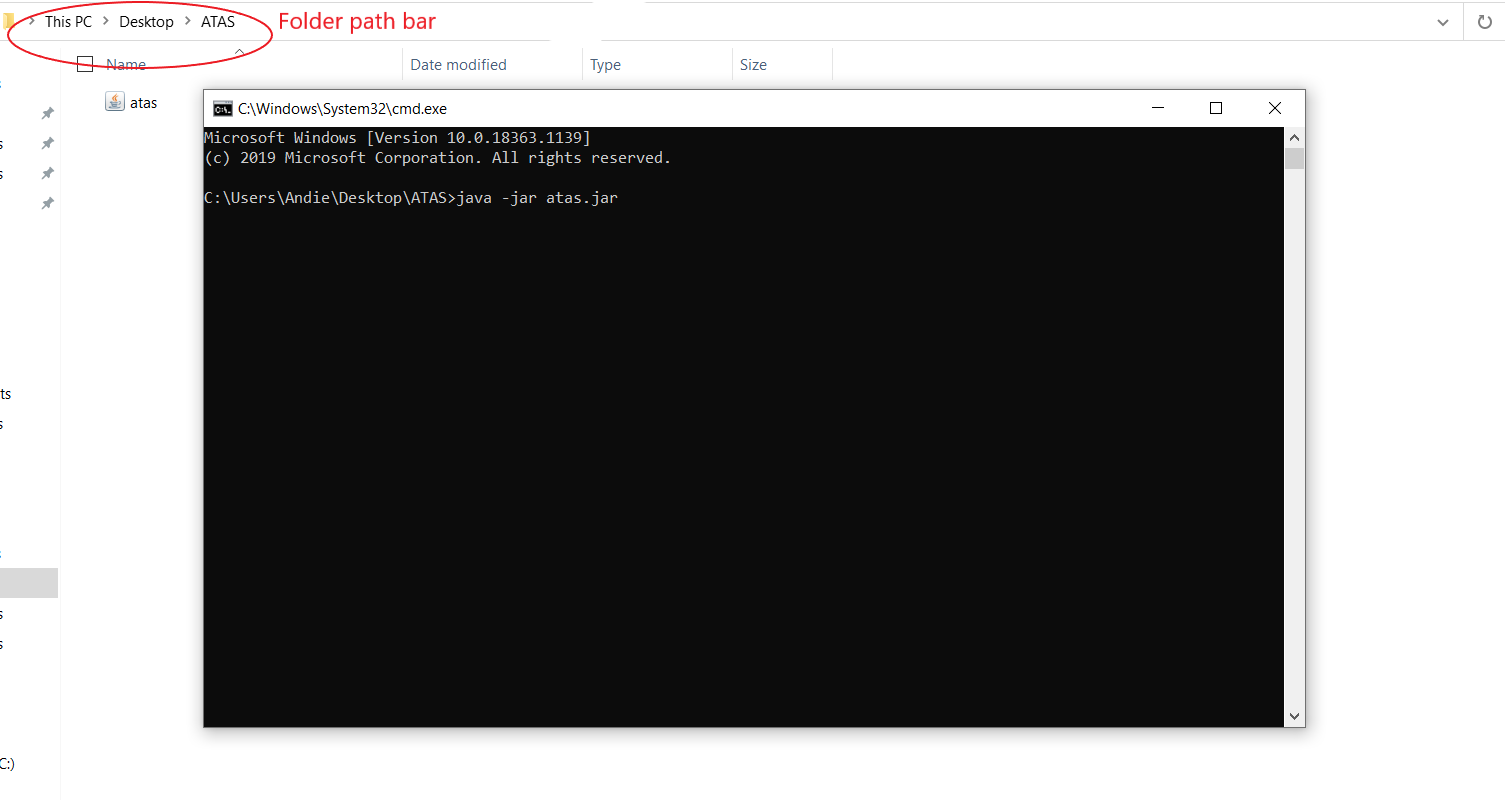 This PC > Desktop > ATAS
Folder path bar
Name Date modified Type Size
atas
C:\Windows\System32\cmd.exe
Microsoft Windows [Version 10.0.18363.1139]
(c) 2019 Microsoft Corporation. All rights reserved.
C:\Users\Andie\Desktop\ATAS>java -jar atas.jar
ts
C:)